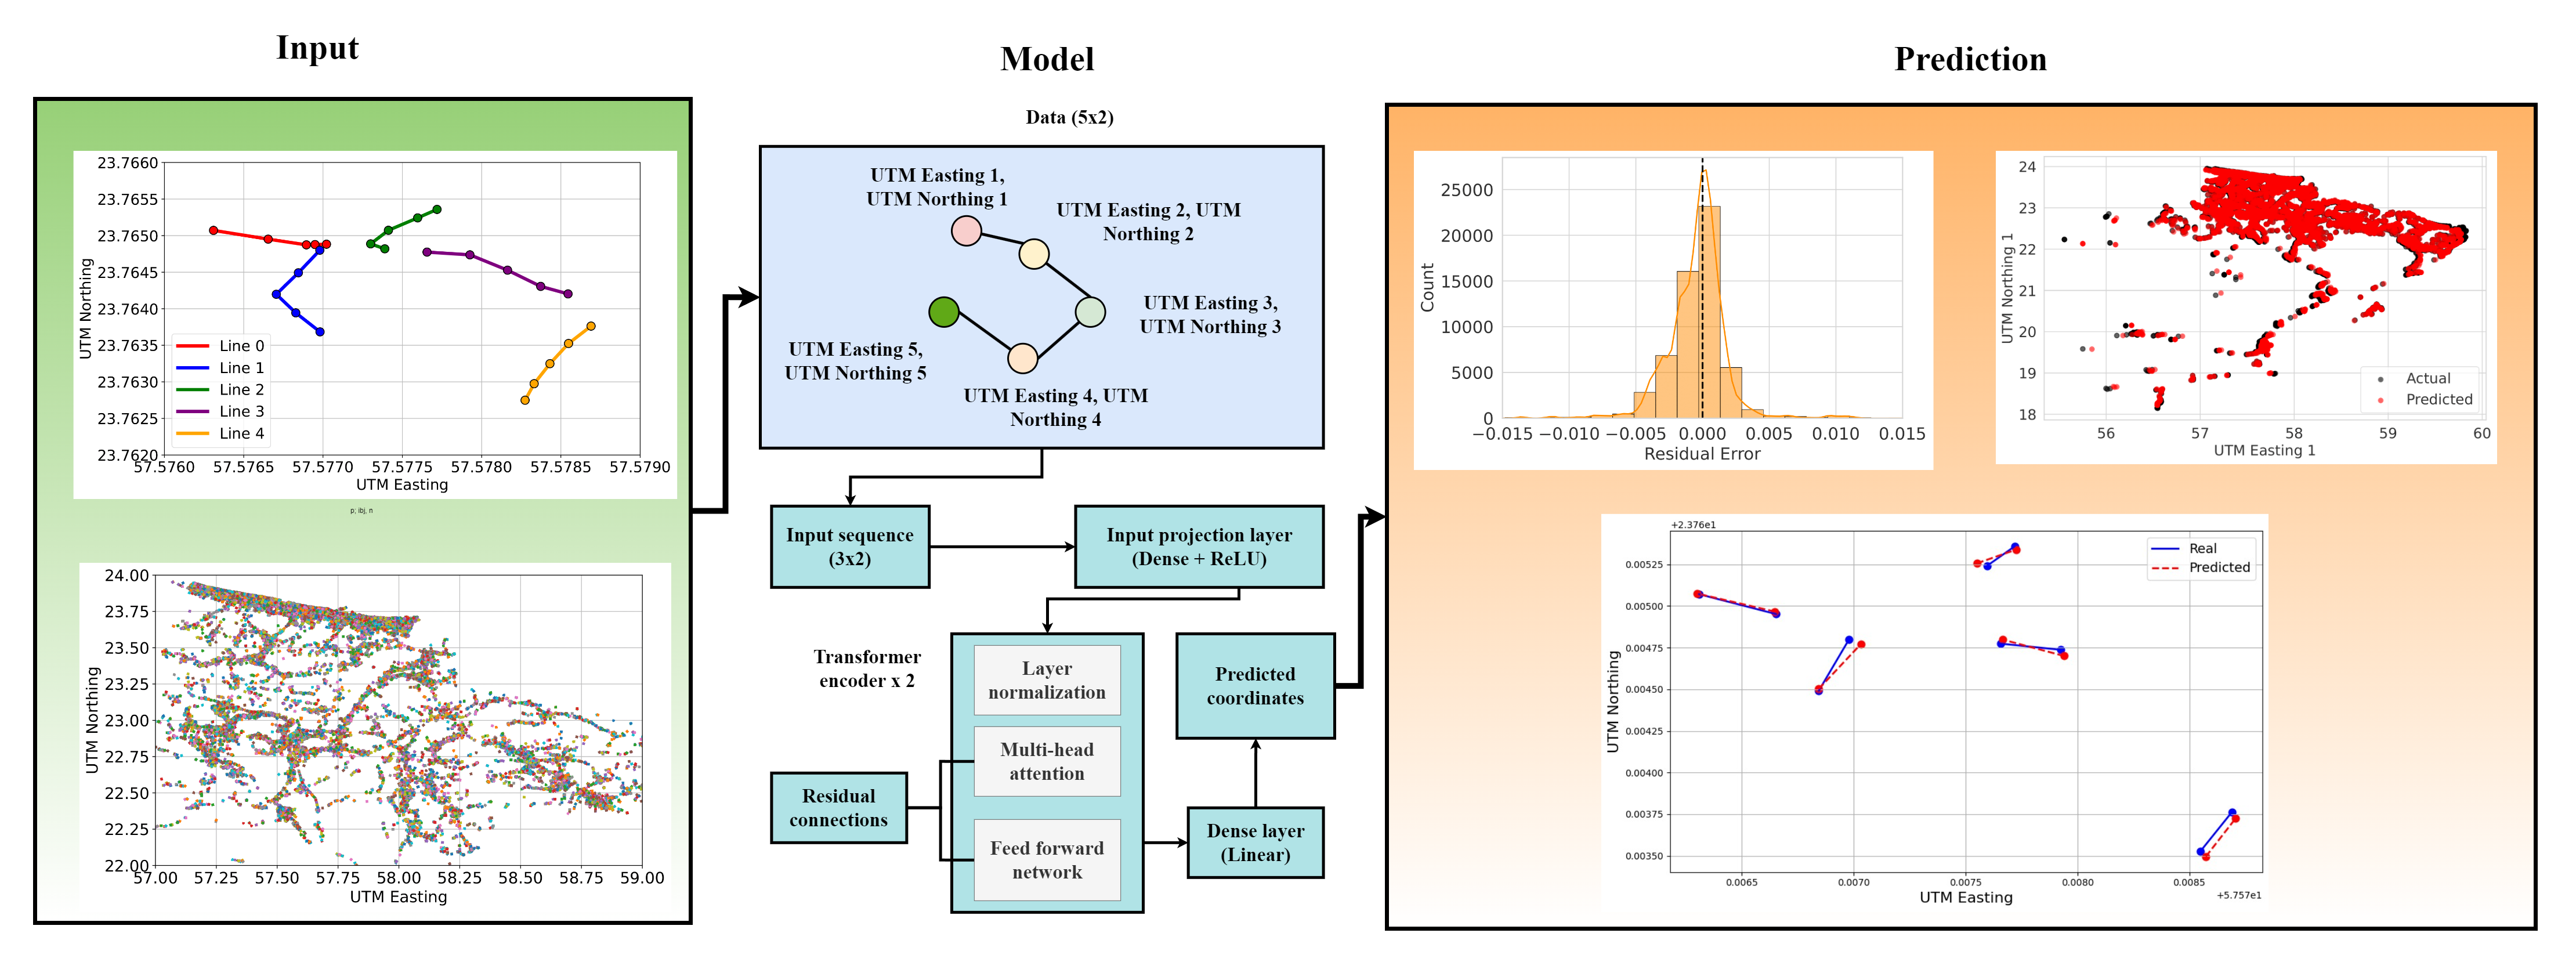 Input
Model
Prediction
23.7660
23.7655
23.7650
23.7645
23.7640
23.7635
23.7630
23.7625
23.7620
UTM Northing
Line 0
Line 1
Line 2
Line 3
Line 4
57.5760 57.5765 57.5770 57.5775 57.5780 57.5785 57.5790
UTM Easting
p; ibj, n
24.00
23.75
23.50
23.25
23.00
22.75
22.50
22.25
22.00
UTM Northing
57.00 57.25 57.50 57.75 58.00 58.25 58.50 58.75 59.00
UTM Easting
Data (5x2)
UTM Easting 1,
UTM Northing 1
UTM Easting 2, UTM
Northing 2
UTM Easting 3,
UTM Northing 3
UTM Easting 5,
UTM Northing 5
UTM Easting 4, UTM
Northing 4
Input sequence
(3x2)
Input projection layer
(Dense + ReLU)
Transformer
encoder x 2
Layer
normalization
Multi-head
attention
Feed forward
network
Residual
connections
Predicted
coordinates
Dense layer
(Linear)
25000
20000
15000
10000
5000
0
Count
−0.015 −0.010 −0.005 0.000 0.005 0.010 0.015
Residual Error
24
23
22
21
20
19
18
UTM Northing 1
Actual
Predicted
56 57 58 59 60
UTM Easting 1
+2.376e1
0.00525
0.00500
0.00475
0.00450
0.00425
0.00400
0.00375
0.00350
UTM Northing
Real
Predicted
0.0065 0.0070 0.0075 0.0080 0.0085
+5.757e1
UTM Easting